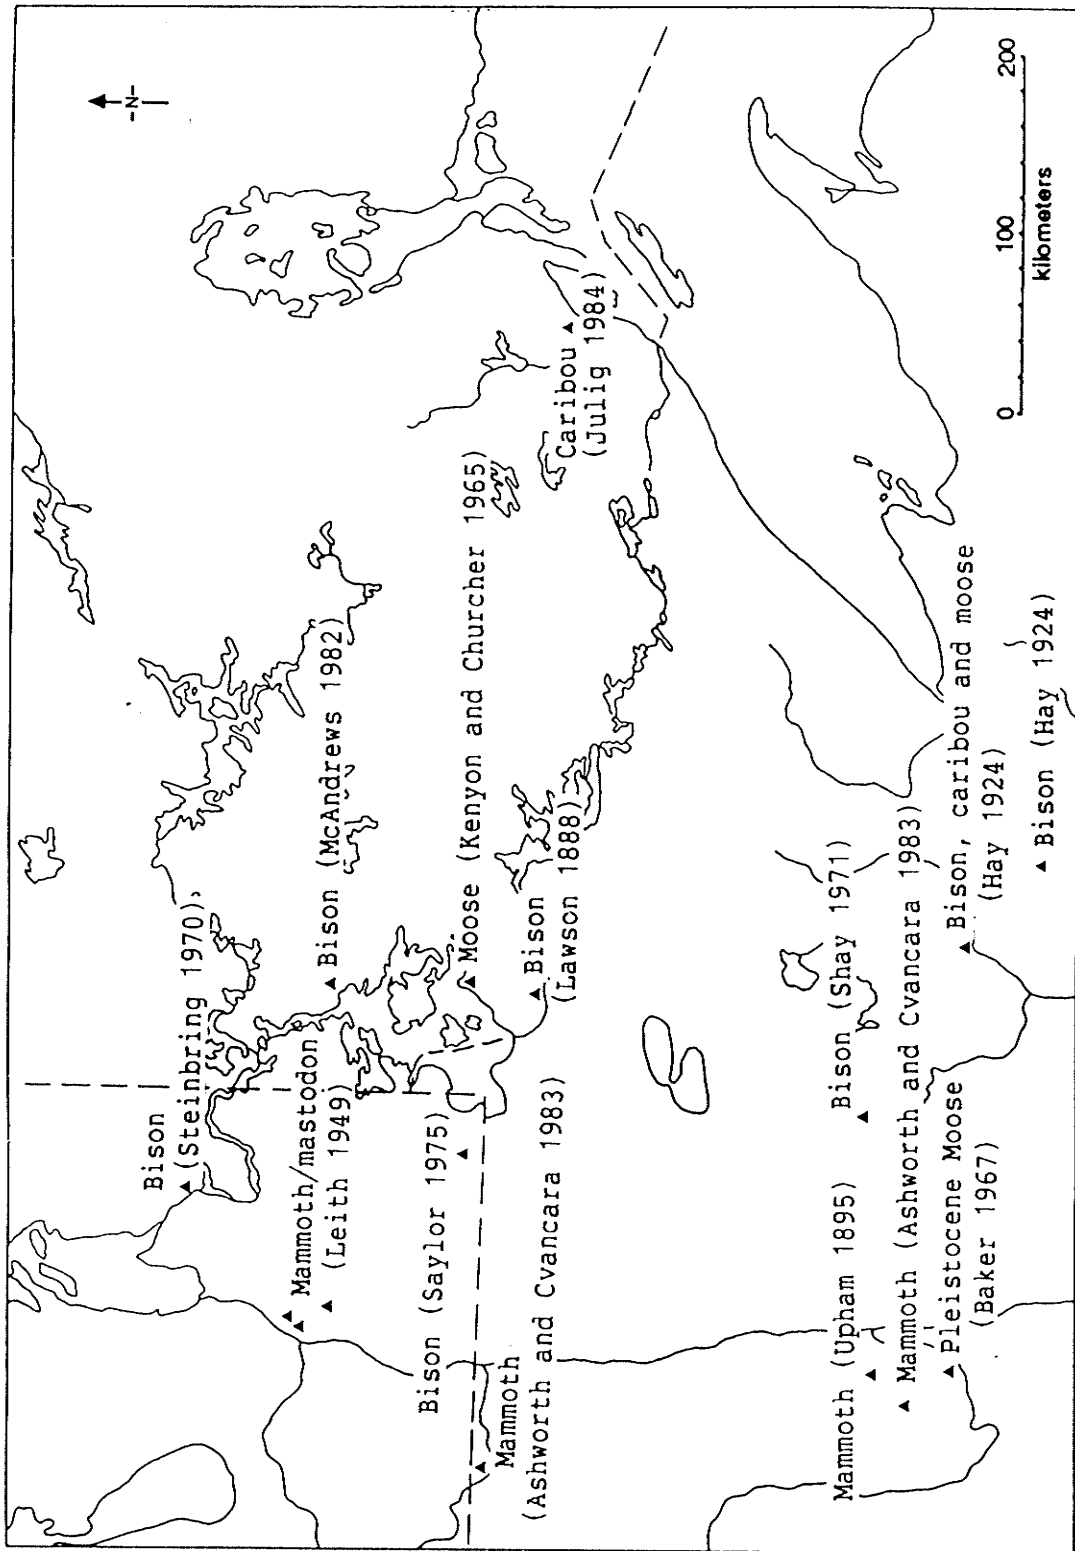 -N-
Bison
(Steinbring 1970)
Mammoth/mastodon
(Leith 1949)
Bison (McAndrews 1982)
Bison (Saylor 1975)
Moose (Kenyon and Churcher 1965)
Caribou
(Julig 1984)
Mammoth
(Ashworth and Cvancara 1983)
Bison
(Lawson 1888)
Mammoth (Upham 1895)
Bison (Shay 1971)
Mammoth (Ashworth and Cvancara 1983)
Pleistocene Moose
(Baker 1967)
Bison, caribou and moose
(Hay 1924)
Bison (Hay 1924)
0 100 200
kilometers